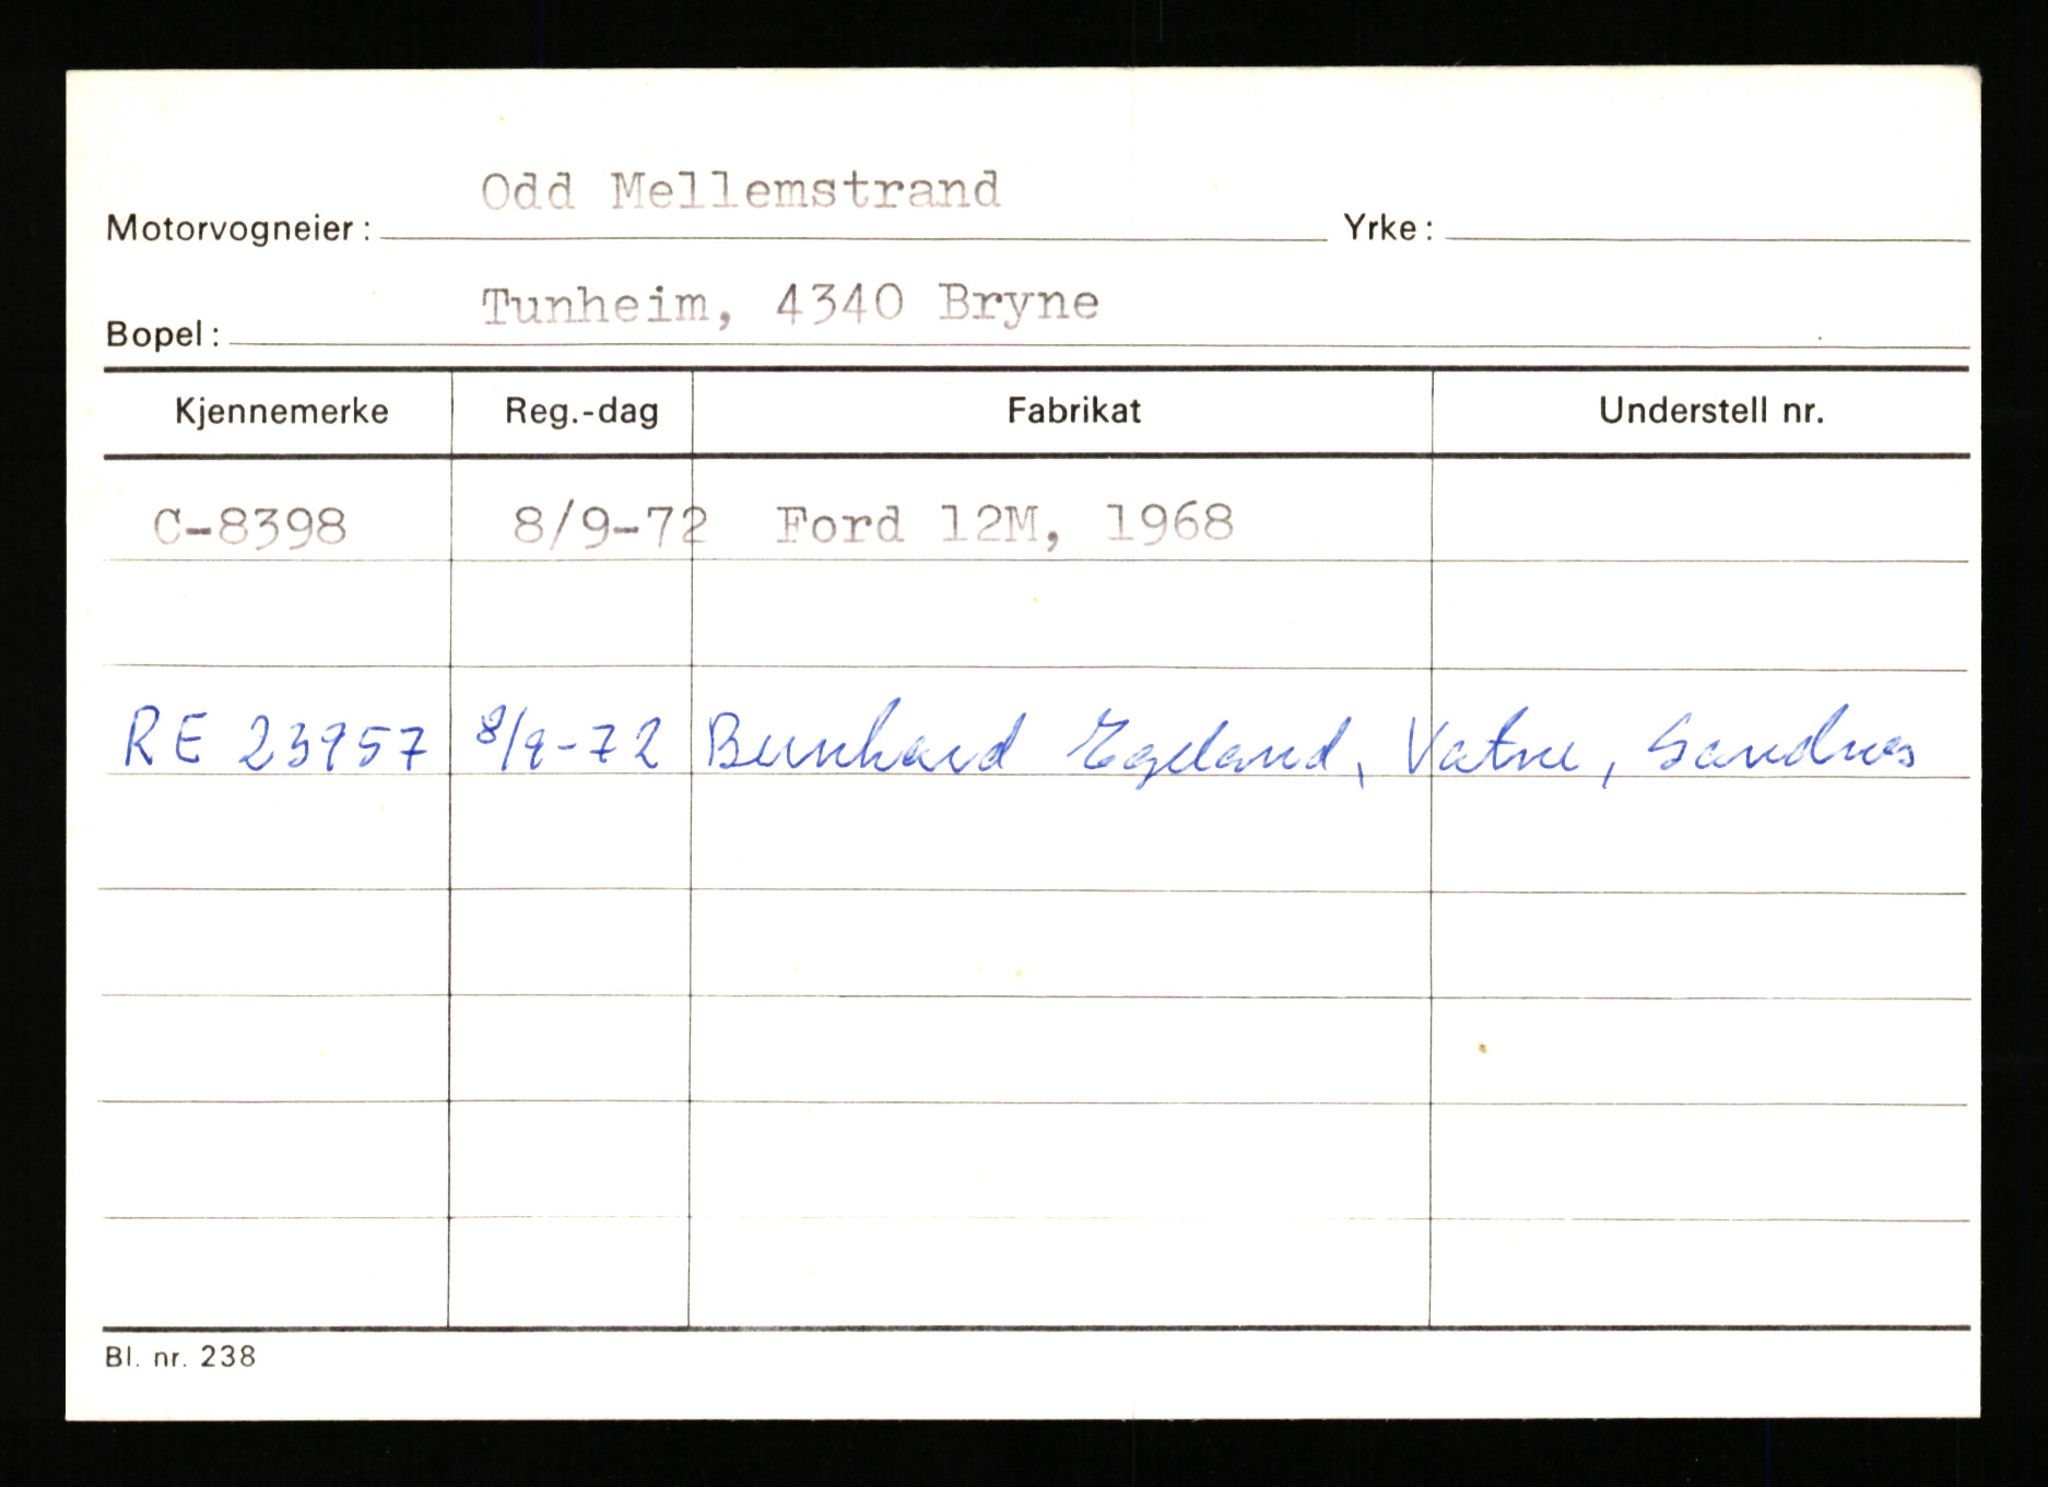 Odd Mellemstrand
Motorvogneier: Yrke:
Tunheim, 4340 Bryne
Bopel:
Kjennemerke Reg.-dag Fabrikat Understell nr.
C-8398 8/9-72 Ford 12M, 1968
RE 23957 8/9-72 Bernhard Egeland, Vatne, Sandnes
Bl. nr. 238